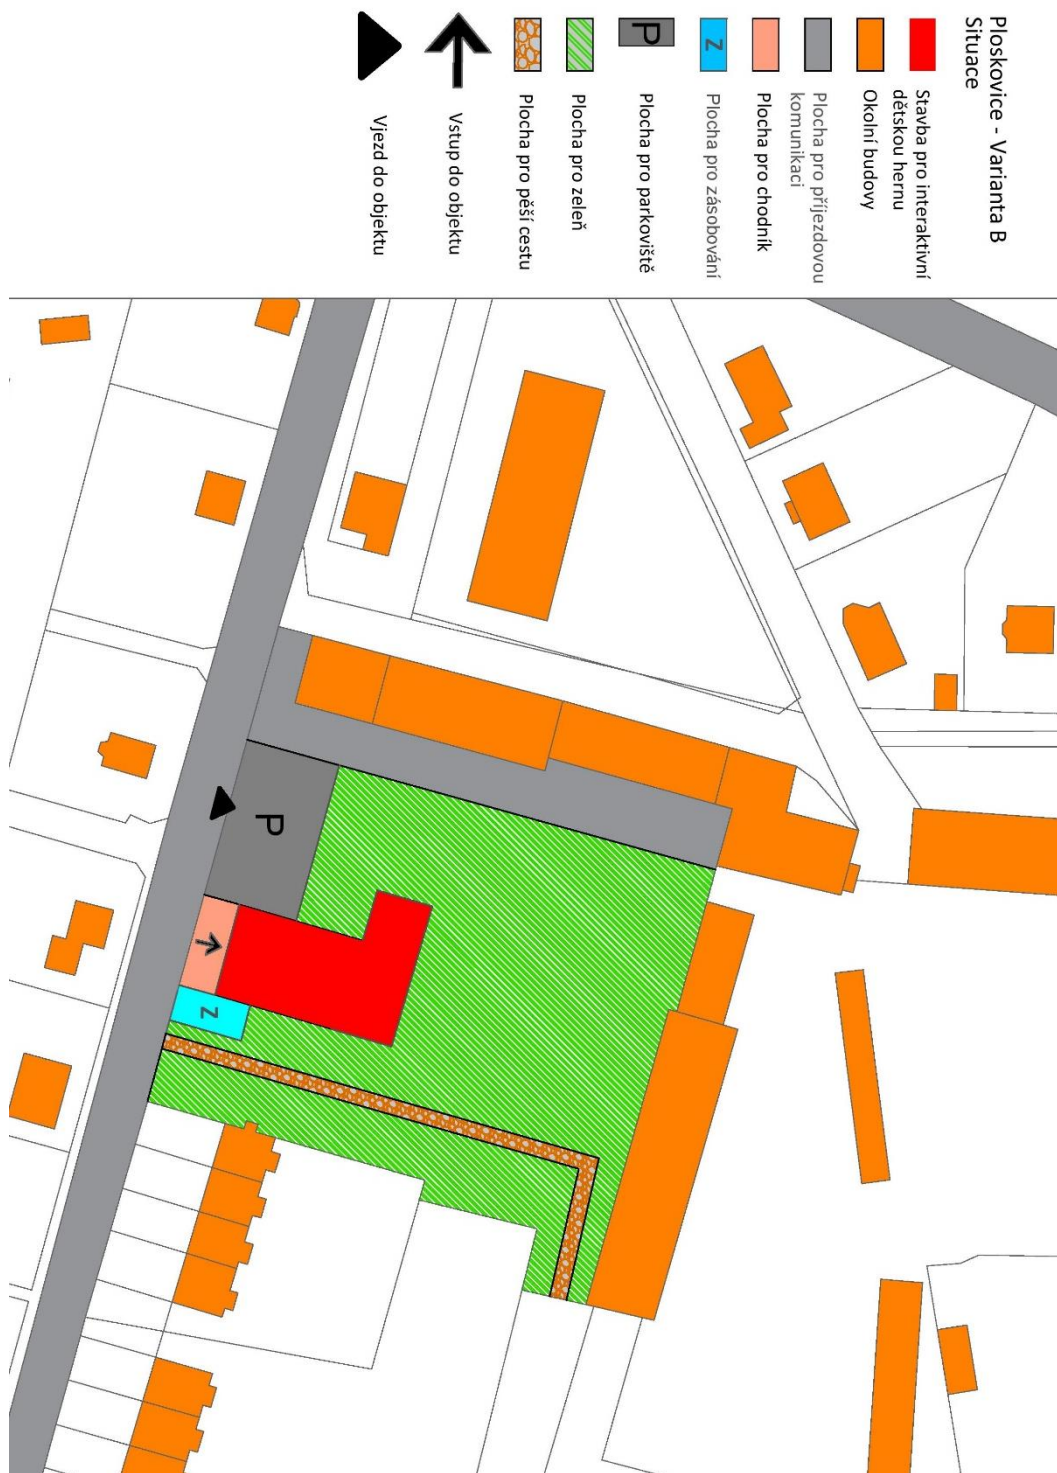 Ploskovice - Varianta B
Situace
Stavba pro interaktivní
dětskou hernu
Okolní budovy
Plocha pro příjezdovou
komunikaci
Plocha pro chodník
Z
Plocha pro zásobování
P
Plocha pro parkoviště
Plocha pro zeleň
Plocha pro pěší cestu
Vstup do objektu
Vjezd do objektu
P
Z